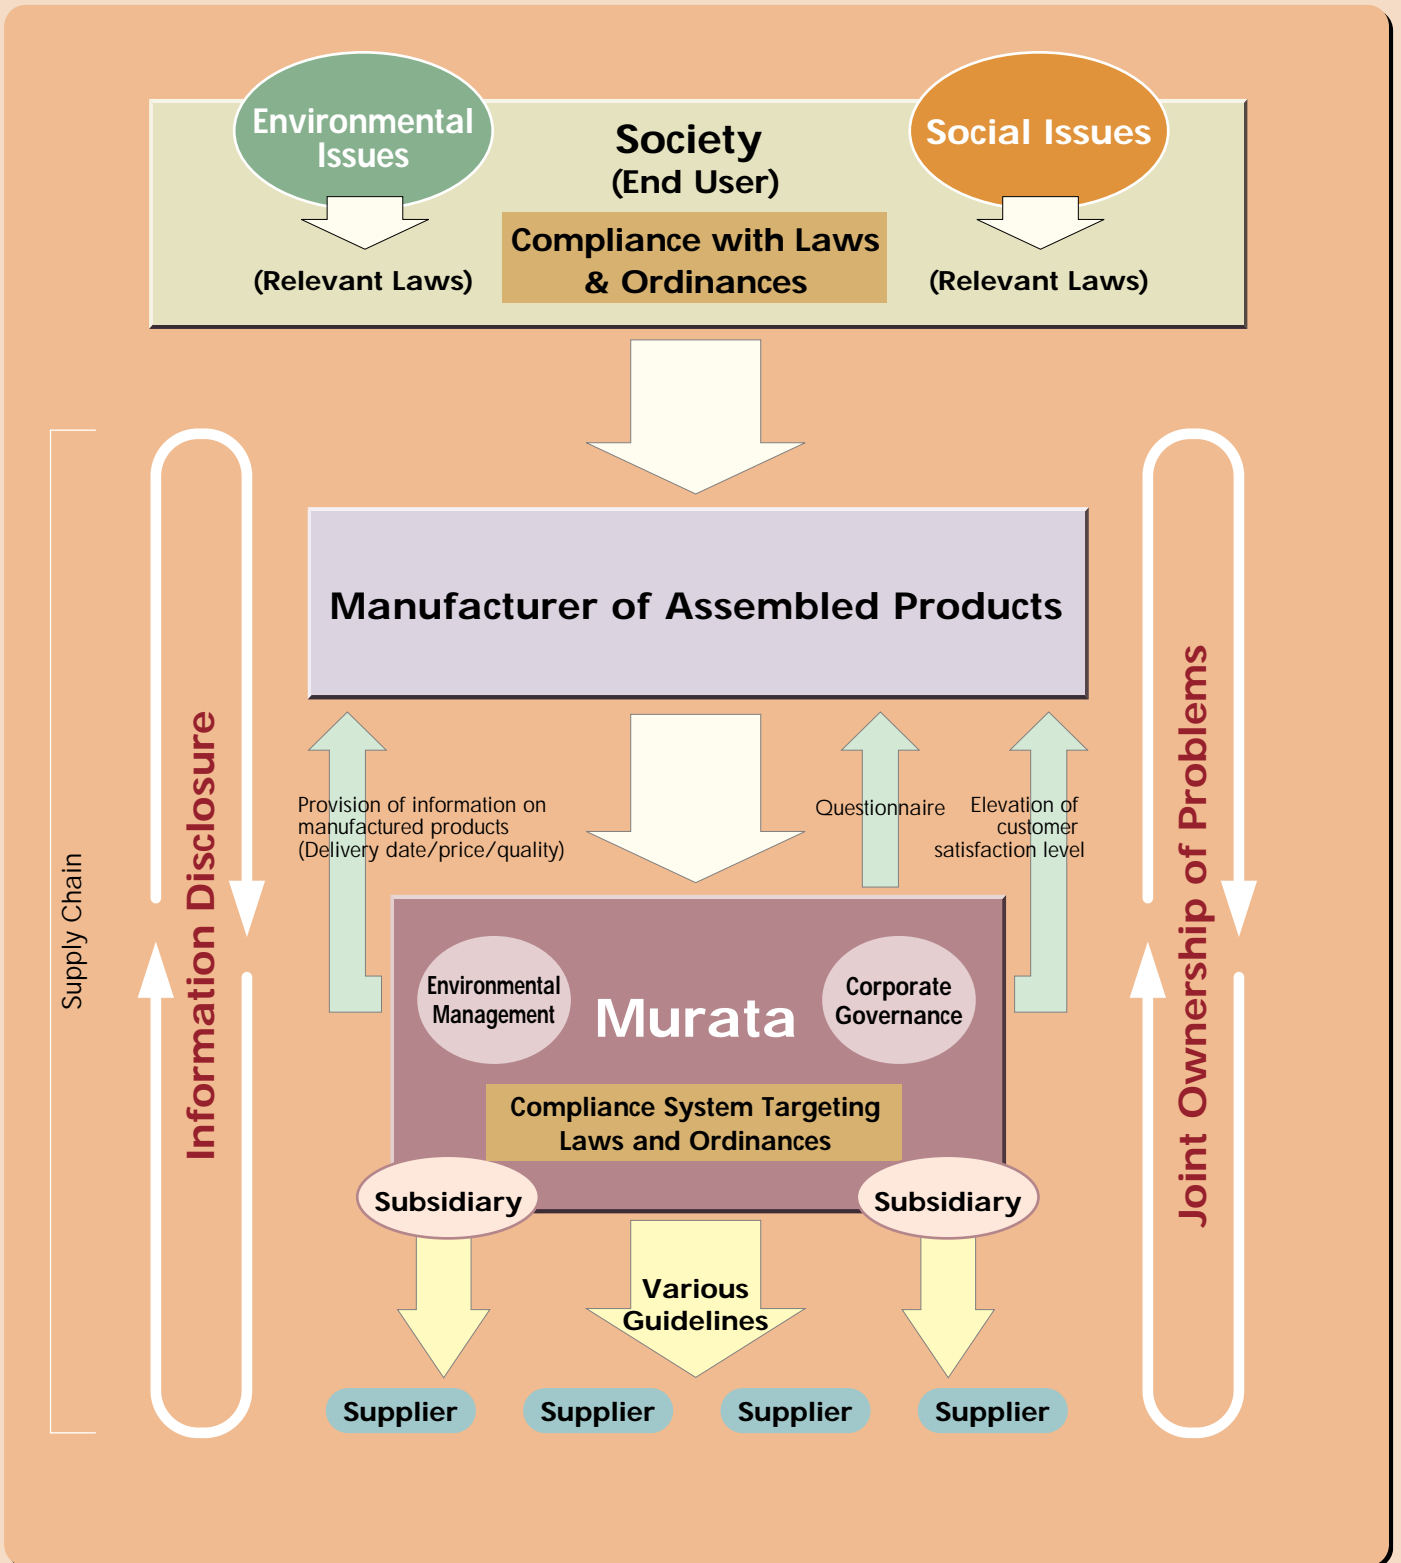 Environmental
Issues
Society
(End User)
Social Issues
Compliance with Laws
& Ordinances
(Relevant Laws)
(Relevant Laws)
Manufacturer of Assembled Products
Provision of information on
manufactured products
(Delivery date/price/quality)
Questionnaire
Elevation of
customer
satisfaction level
Supply Chain
Information Disclosure
Joint Ownership of Problems
Environmental
Management
Murata
Corporate
Governance
Compliance System Targeting
Laws and Ordinances
Subsidiary
Subsidiary
Various
Guidelines
Supplier
Supplier
Supplier
Supplier